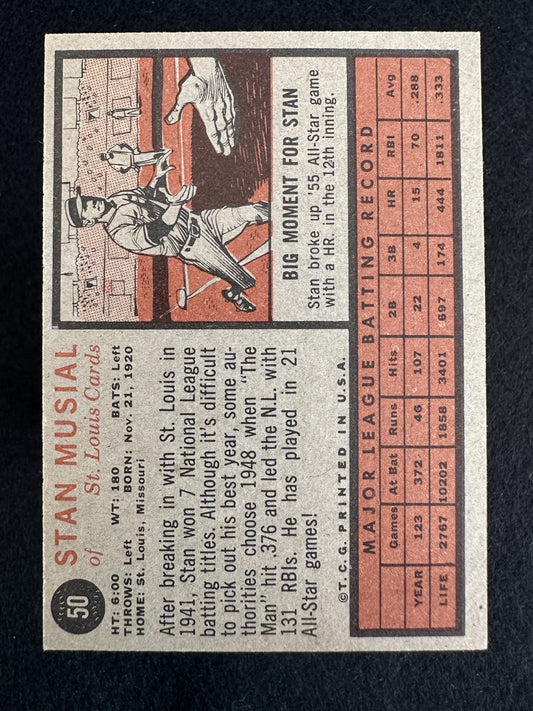 50
STAN MUSIAL
of St. Louis Cards
HT: 6:00 WT: 180 BATS: Left
THROWS: Left BORN: Nov. 21, 1920
HOME: St. Louis, Missouri
After breaking in with St. Louis in
1941, Stan won 7 National League
batting titles. Although it's difficult
to pick out his best year, some au-
thorities choose 1948 when "The
Man" hit .376 and led the N.L. with
131 RBIs. He has played in 21
All-Star games!
©T.C.G. PRINTED IN U.S.A.
BIG MOMENT FOR STAN
Stan broke up '55 All-Star game
with a HR. in the 12th inning.
MAJOR LEAGUE BATTING RECORD
Games At Bat Runs Hits 2B 3B HR RBI Avg
YEAR 123 372 46 107 22 4 15 70 .288
LIFE 2767 10202 1858 3401 697 174 444 1811 .333